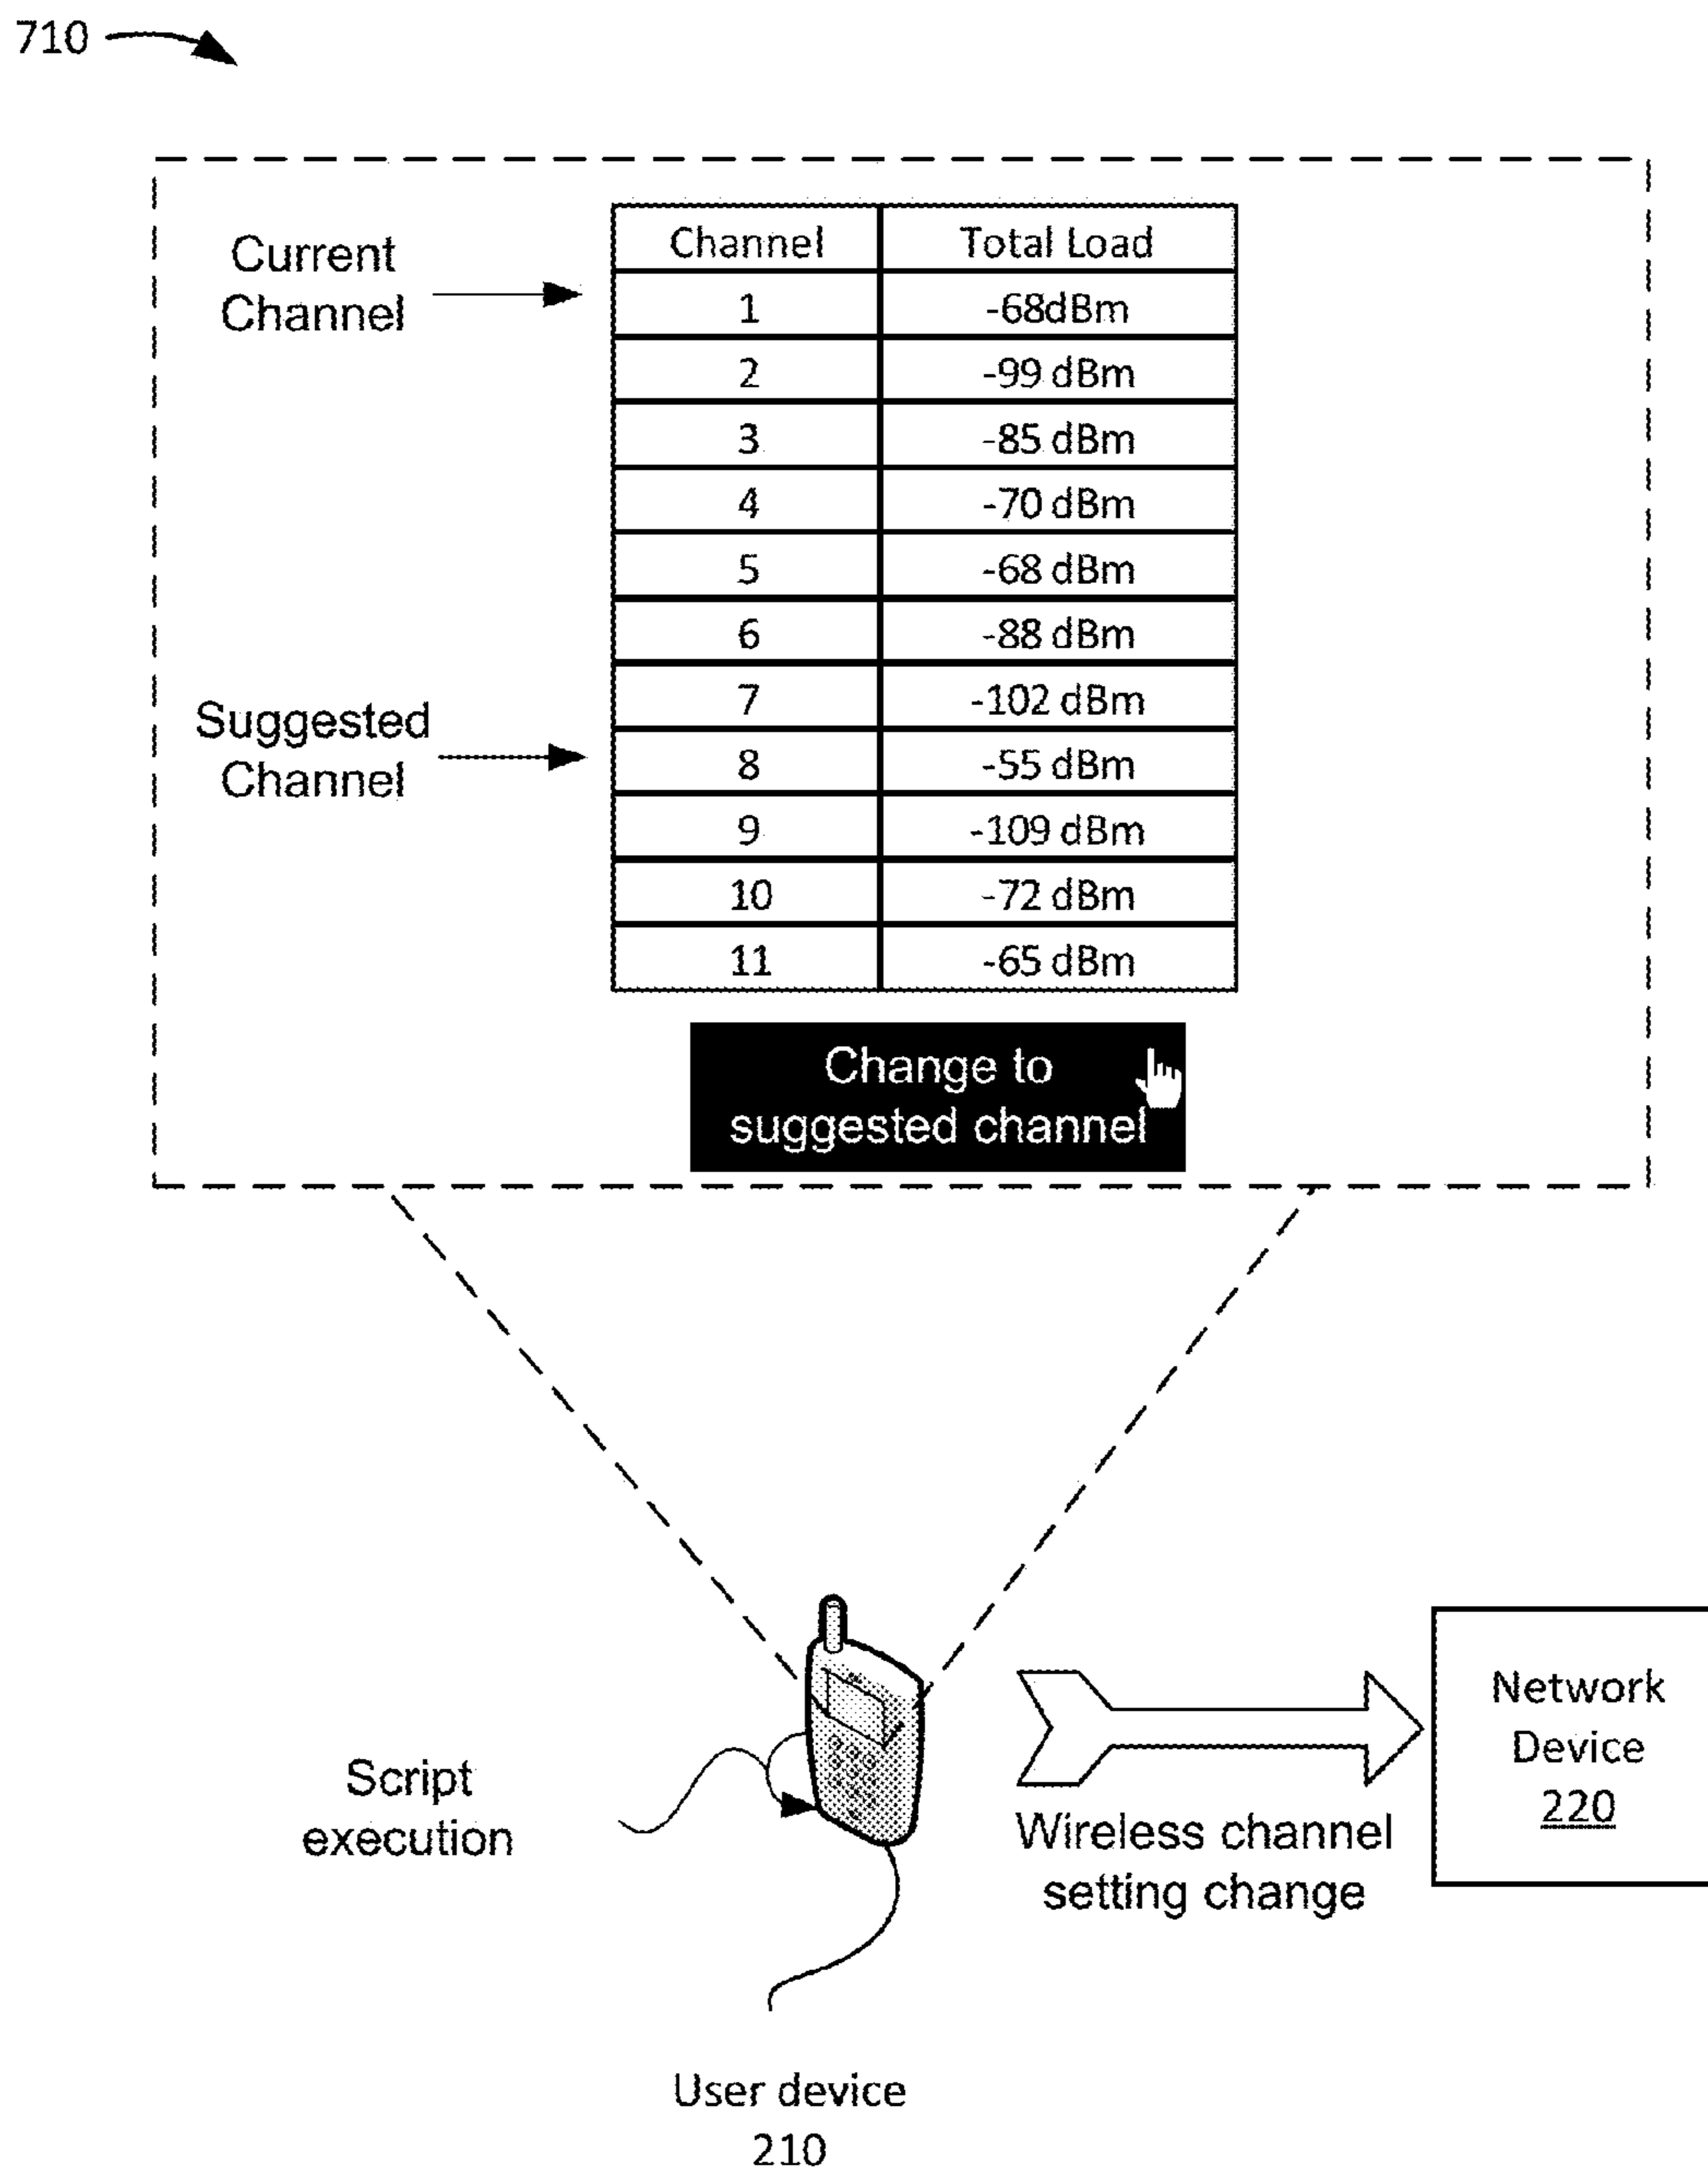 710
Current
Channel
Channel Total Load
1 -68dBm
2 -99 dBm
3 -85 dBm
4 -70 dBm
5 -68 dBm
6 -88 dBm
7 -102 dBm
Suggested
Channel
8 -55 dBm
9 -109 dBm
10 -72 dBm
11 -65 dBm
Change to
suggested channel
Script
execution
Wireless channel
setting change
Network
Device
220
User device
210